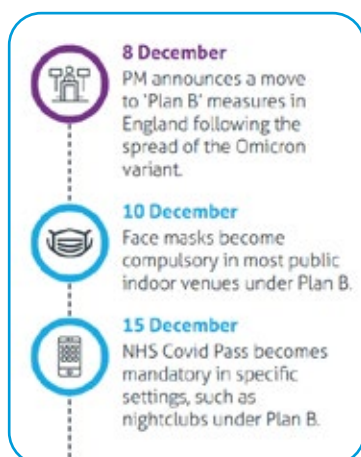 8 December
PM announces a move
to 'Plan B' measures in
England following the
spread of the Omicron
variant.
10 December
Face masks become
compulsory in most public
indoor venues under Plan B.
15 December
NHS Covid Pass becomes
mandatory in specific
settings, such as
nightclubs under Plan B.